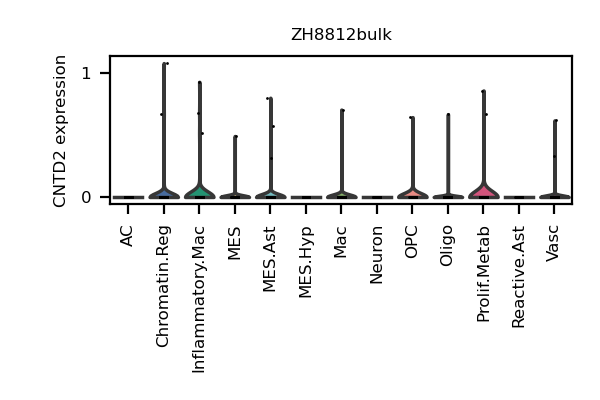 ZH8812bulk
CNTD2 expression
1
0
AC
Chromatin.Reg
Inflammatory.Mac
MES
MES.Ast
MES.Hyp
Mac
Neuron
OPC
Oligo
Prolif.Metab
Reactive.Ast
Vasc